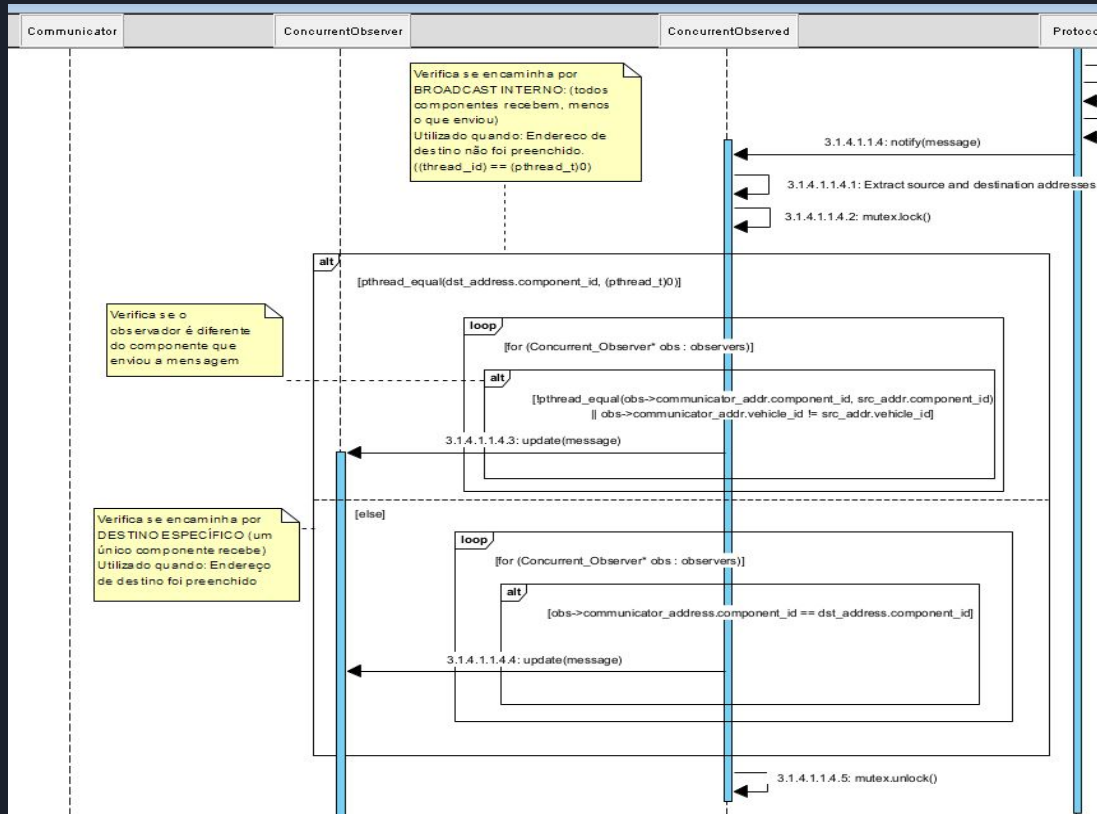 Communicator
ConcurrentObserver
ConcurrentObserved
Protoco
Verifica se encaminha por
BROADCAST INTERNO: (todos
componentes recebem, menos
o que enviou)
Utilizado quando: Endereco de
destino não foi preenchido.
((thread_id) == (pthread_t)0)
3.1.4.1.1.4: notify(message)
3.1.4.1.1.4.1: Extract source and destination addresses
3.1.4.1.1.4.2: mutex.lock()
alt
[pthread_equal(dst_address.component_id, (pthread_t)0)]
Verifica se o
observador é diferente
do componente que
enviou a mensagem
loop
[for (Concurrent_Observer* obs : observers)]
alt
[!pthread_equal(obs->communicator_addr.component_id, src_addr.component_id)
|| obs->communicator_addr.vehicle_id != src_addr.vehicle_id]
3.1.4.1.1.4.3: update(message)
[else]
Verifica se encaminha por
DESTINO ESPECÍFICO (um
único componente recebe)
Utilizado quando: Endereço
de destino foi preenchido
loop
[for (Concurrent_Observer* obs : observers)]
alt
[obs->communicator_address.component_id == dst_address.component_id]
3.1.4.1.1.4.4: update(message)
3.1.4.1.1.4.5: mutex.unlock()